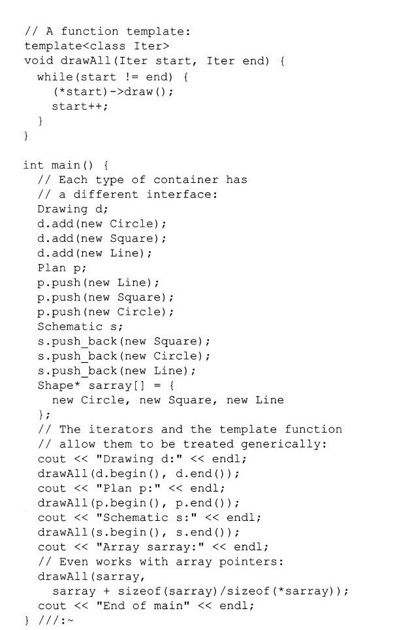 // A function template:
template<class Iter>
void drawAll(Iter start, Iter end) {
  while(start != end) {
    (*start)->draw();
    start++;
  }
}

int main() {
  // Each type of container has
  // a different interface:
  Drawing d;
  d.add(new Circle);
  d.add(new Square);
  d.add(new Line);
  Plan p;
  p.push(new Line);
  p.push(new Square);
  p.push(new Circle);
  Schematic s;
  s.push_back(new Square);
  s.push_back(new Circle);
  s.push_back(new Line);
  Shape* sarray[] = {
    new Circle, new Square, new Line
  };
  // The iterators and the template function
  // allow them to be treated generically:
  cout << "Drawing d:" << endl;
  drawAll(d.begin(), d.end());
  cout << "Plan p:" << endl;
  drawAll(p.begin(), p.end());
  cout << "Schematic s:" << endl;
  drawAll(s.begin(), s.end());
  cout << "Array sarray:" << endl;
  // Even works with array pointers:
  drawAll(sarray,
    sarray + sizeof(sarray)/sizeof(*sarray));
  cout << "End of main" << endl;
} ///:~